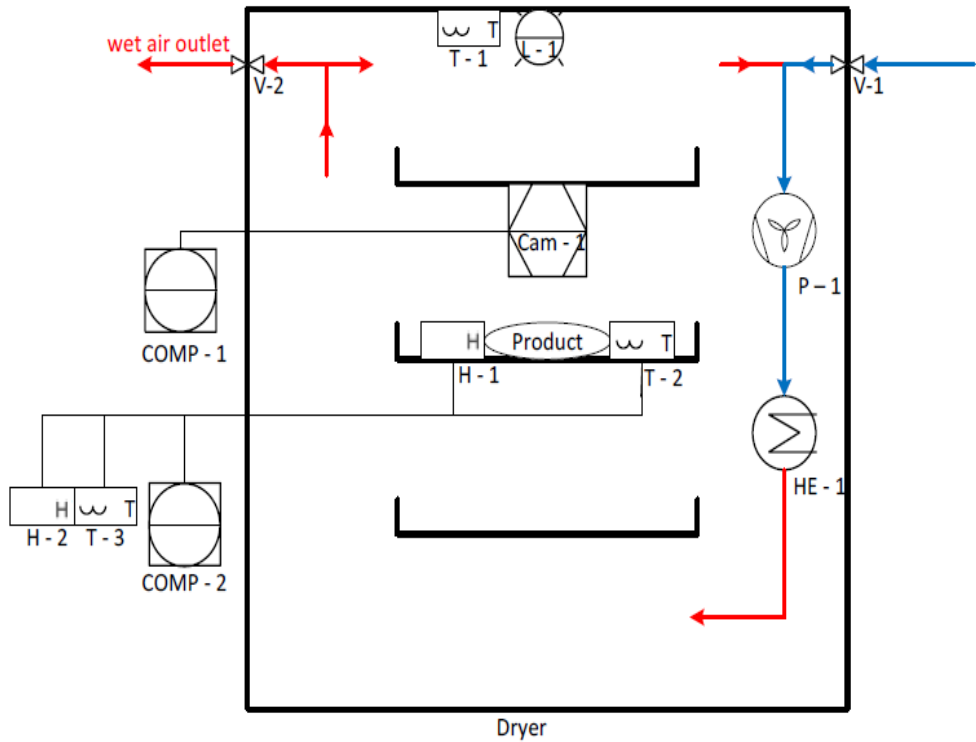 T
L - 1
wet air outlet
T - 1
V-2
V-1
Cam - 1
P – 1
H
Product
T
COMP - 1
H - 1
T - 2
HE - 1
H
T
H - 2
T - 3
COMP - 2
Dryer